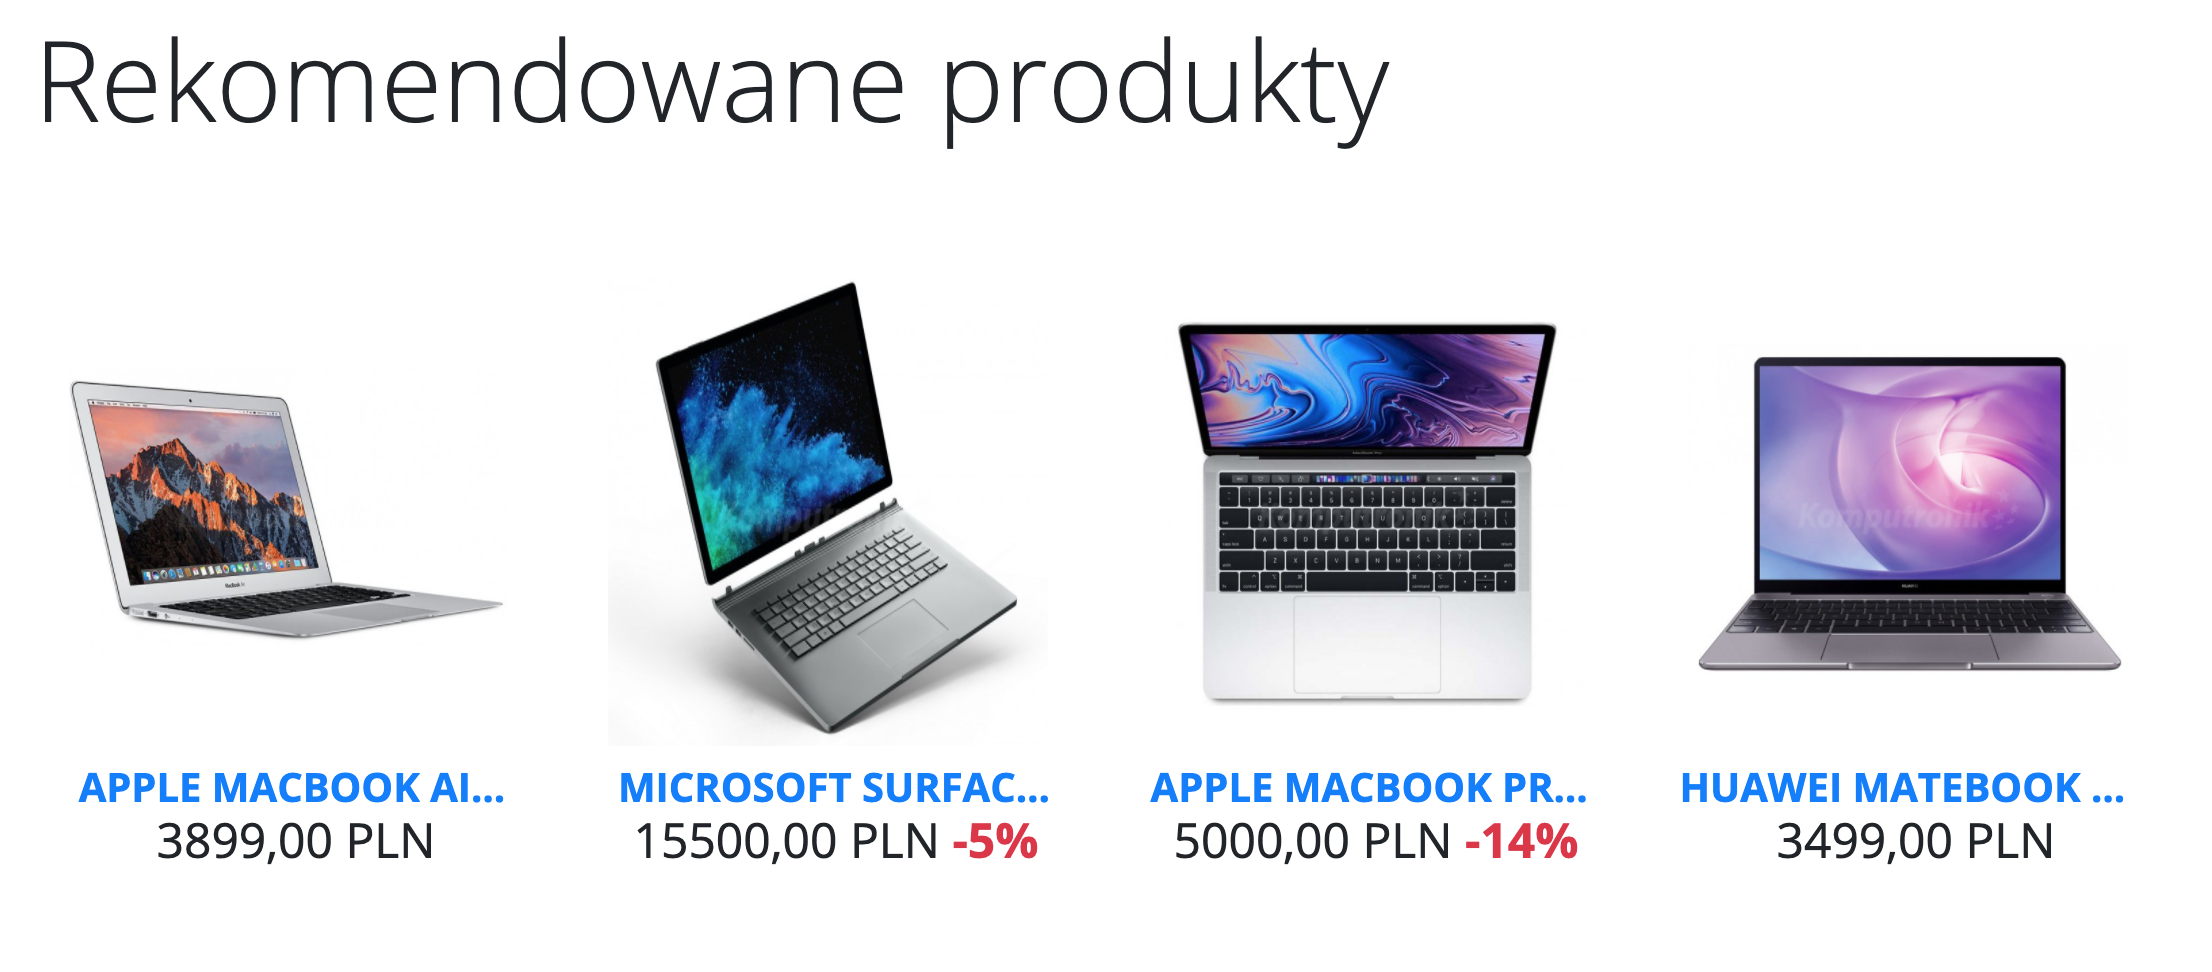 Rekomendowane produkty
Komputronik
APPLE MACBOOK AI...
3899,00 PLN
MICROSOFT SURFAC...
15500,00 PLN -5%
APPLE MACBOOK PR...
5000,00 PLN -14%
HUAWEI MATEBOOK ...
3499,00 PLN